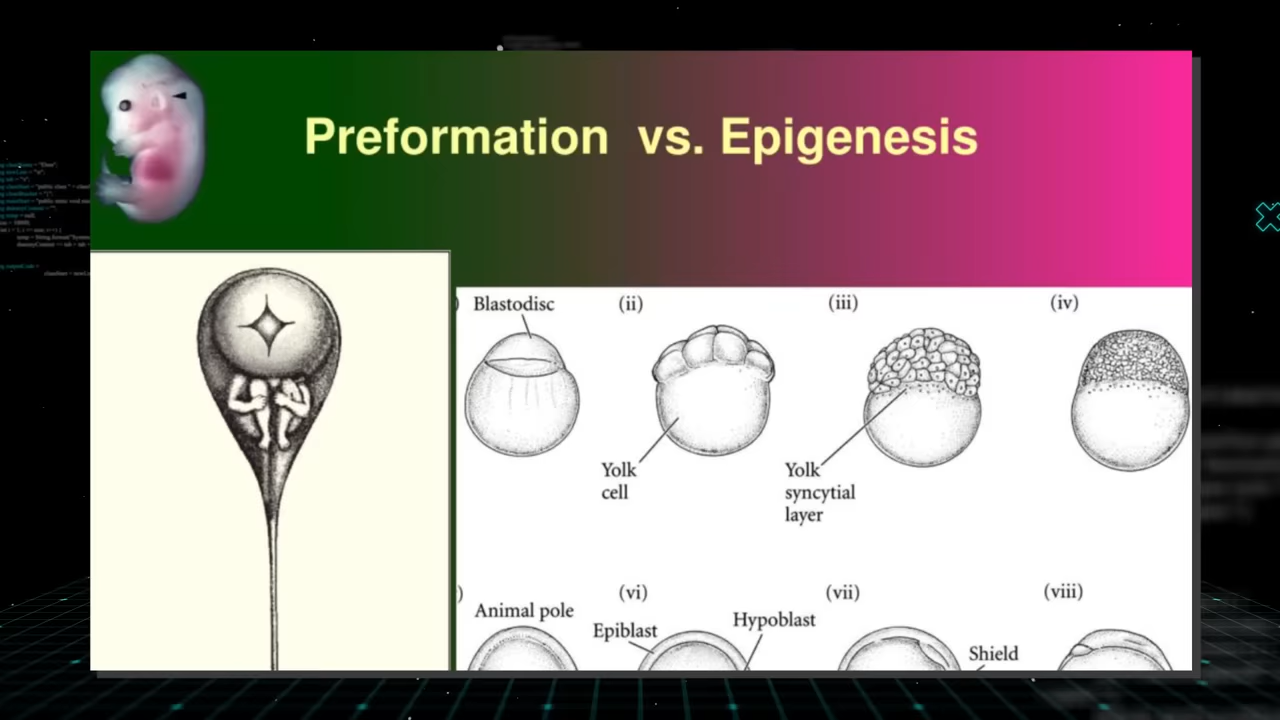 Preformation vs. Epigenesis
) Blastodisc
(ii)
(iii)
(iv)
Yolk
cell
Yolk
syncytial
layer
)
(vi)
(vii)
(viii)
Animal pole
Epiblast
Hypoblast
Shield